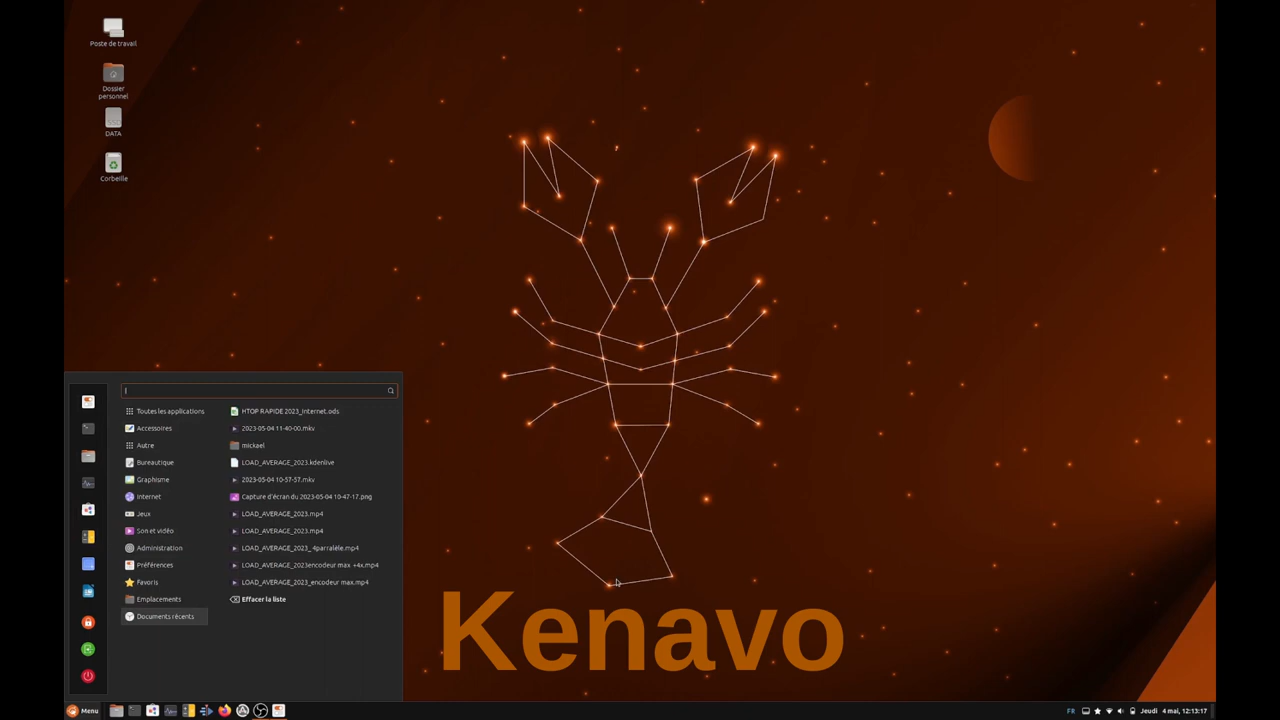 Poste de travail
Dossier
personnel
DATA
Corbeille
Toutes les applications
Accessoires
Autre
Bureautique
Graphisme
Internet
Jeux
Son et vidéo
Administration
Préférences
Favoris
Emplacements
Documents récents
HTOP RAPIDE 2023_Internet.ods
2023-05-04 11-40-00.mkv
mickael
LOAD_AVERAGE_2023.kdenlive
2023-05-04 10-57-57.mkv
Capture d'écran du 2023-05-04 10-47-17.png
LOAD_AVERAGE_2023.mp4
LOAD_AVERAGE_2023.mp4
LOAD_AVERAGE_2023_ 4parralèle.mp4
LOAD_AVERAGE_2023encodeur max +4x.mp4
LOAD_AVERAGE_2023_encodeur max.mp4
Effacer la liste
Kenavo
Menu
FR
Jeudi 4 mai, 12:13:17